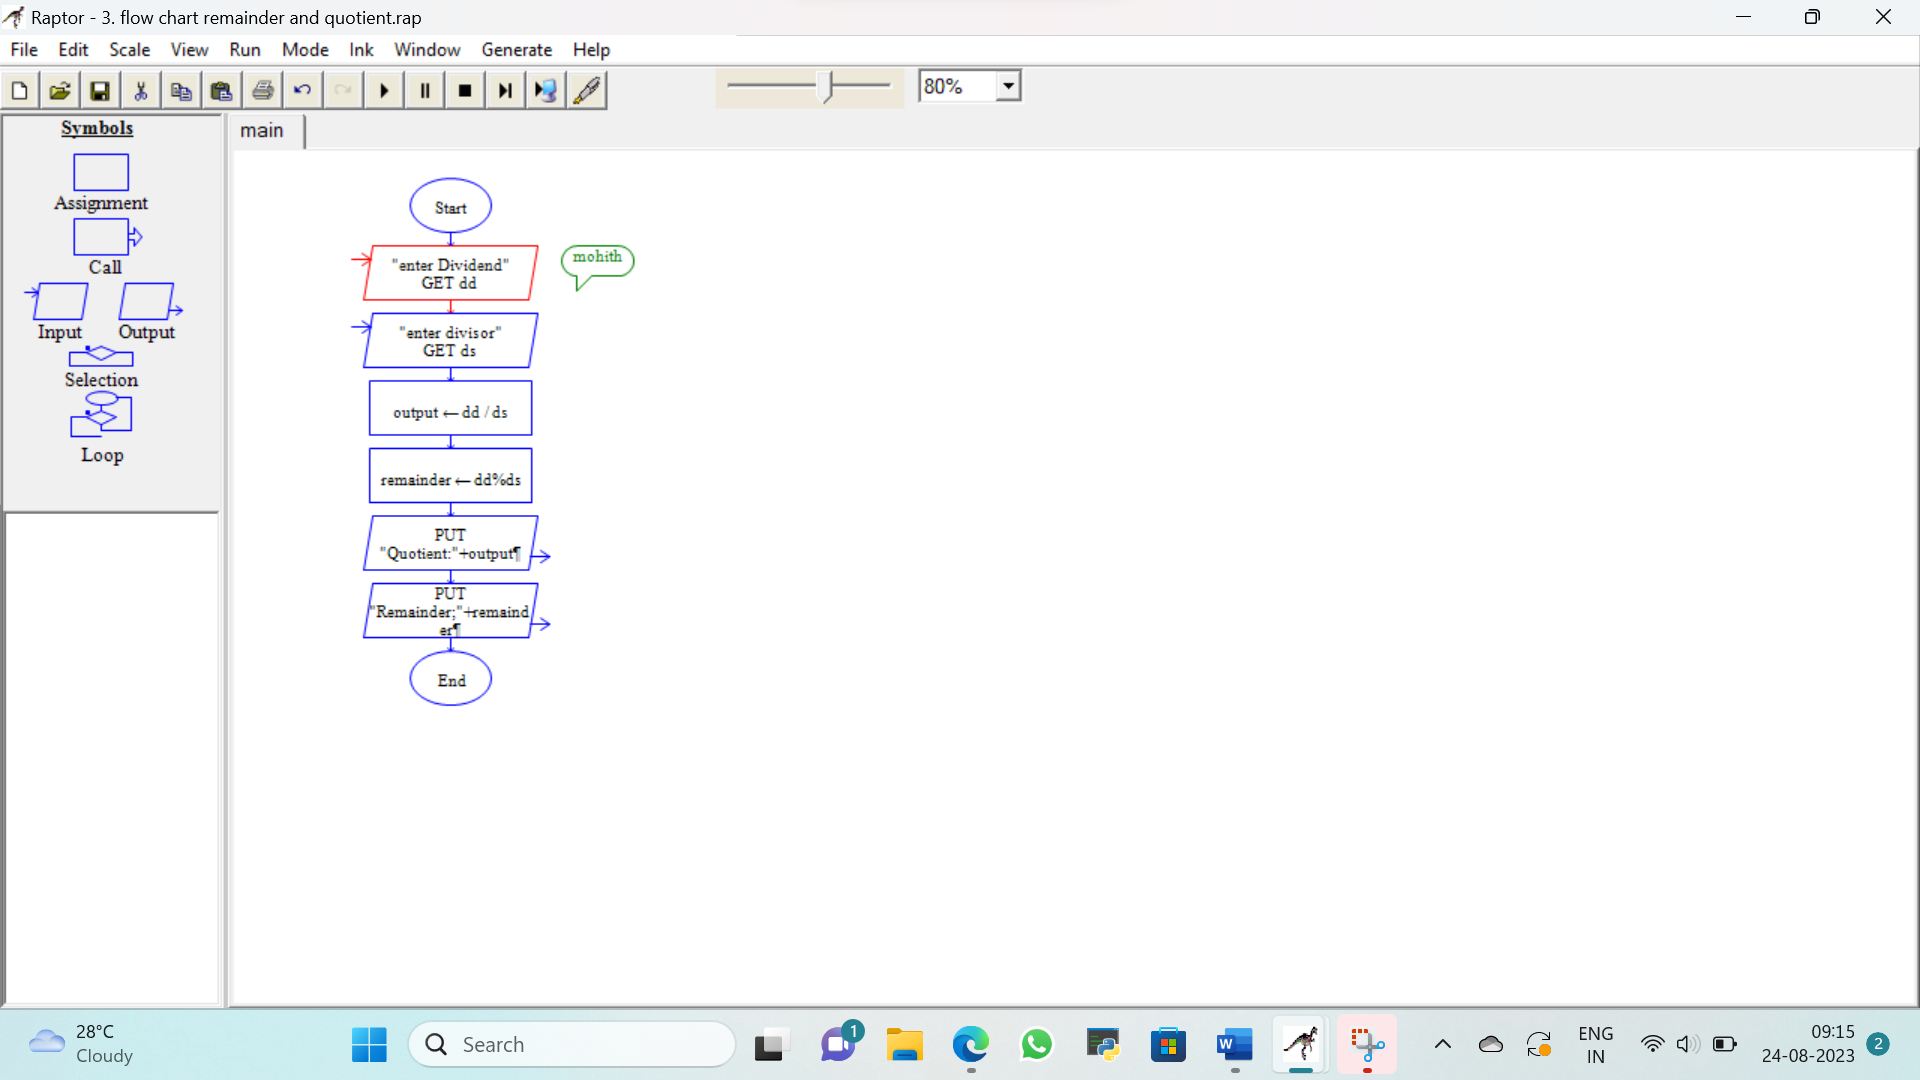 Raptor - 3. flow chart remainder and quotient.rap
File Edit Scale View Run Mode Ink Window Generate Help
80%
Symbols
Assignment
Call
Input Output
Selection
Loop
main
Start
"enter Dividend"
GET dd
mohith
"enter divisor"
GET ds
output ← dd / ds
remainder ← dd%ds
PUT
"Quotient:"+output¶
PUT
"Remainder;"+remaind
er¶
End
28°C
Cloudy
Search
1
ENG
IN
09:15
24-08-2023
2